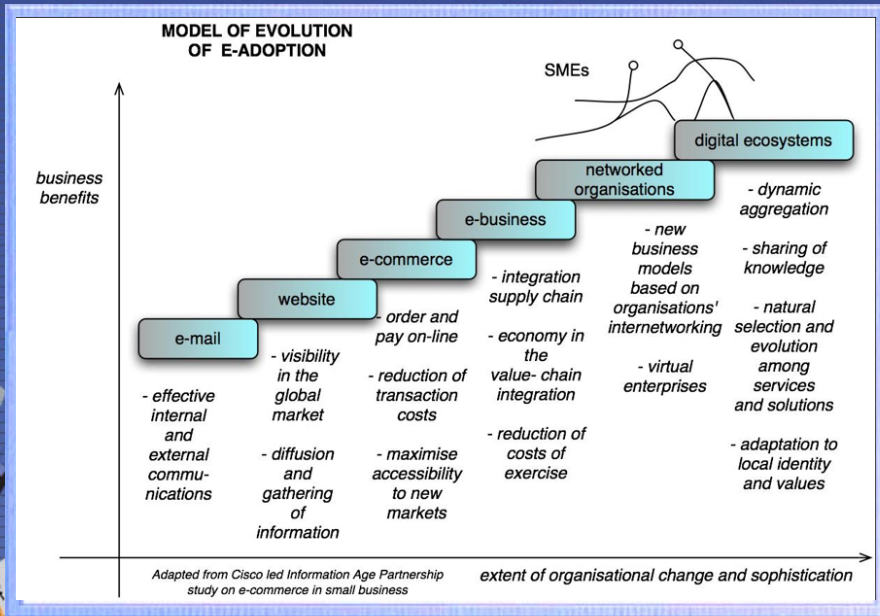 MODEL OF EVOLUTION
OF E-ADOPTION
SMEs
business
benefits
digital ecosystems
- dynamic
aggregation
- sharing of
knowledge
- natural
selection and
evolution
among
services
and solutions
- adaptation to
local identity
and values
networked
organisations
- new
business
models
based on
organisations'
internetworking
- virtual
enterprises
e-business
- integration
supply chain
- economy in
the
value- chain
integration
- reduction of
costs of
exercise
e-commerce
- order and
pay on-line
- reduction of
transaction
costs
- maximise
accessibility
to new
markets
website
- visibility
in the
global
market
- diffusion
and
gathering
of
information
e-mail
- effective
internal
and
external
commu-
nications
Adapted from Cisco led Information Age Partnership
study on e-commerce in small business
extent of organisational change and sophistication